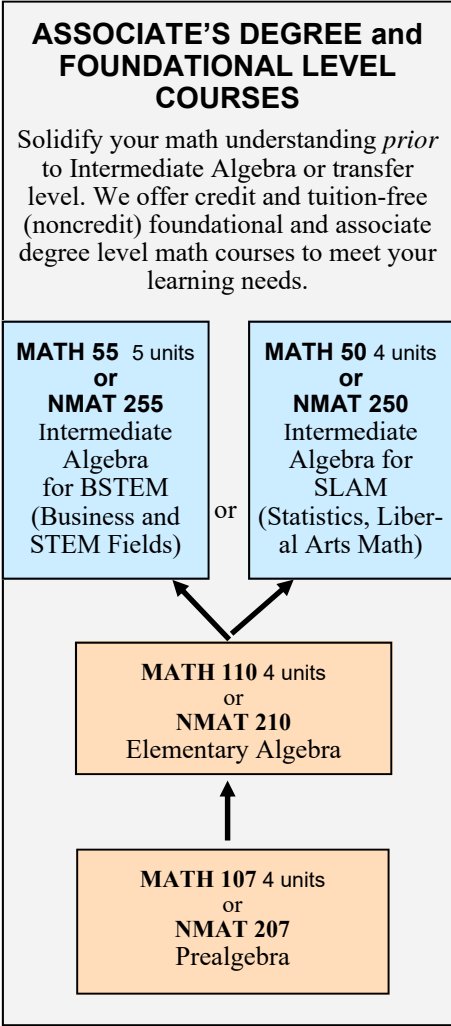 ASSOCIATE'S DEGREE and
FOUNDATIONAL LEVEL
COURSES
Solidify your math understanding prior
to Intermediate Algebra or transfer
level. We offer credit and tuition-free
(noncredit) foundational and associate
degree level math courses to meet your
learning needs.
MATH 55 5 units
or
NMAT 255
Intermediate
Algebra
for BSTEM
(Business and
STEM Fields)
or
MATH 50 4 units
or
NMAT 250
Intermediate
Algebra for
SLAM
(Statistics, Liber-
al Arts Math)
MATH 110 4 units
or
NMAT 210
Elementary Algebra
MATH 107 4 units
or
NMAT 207
Prealgebra